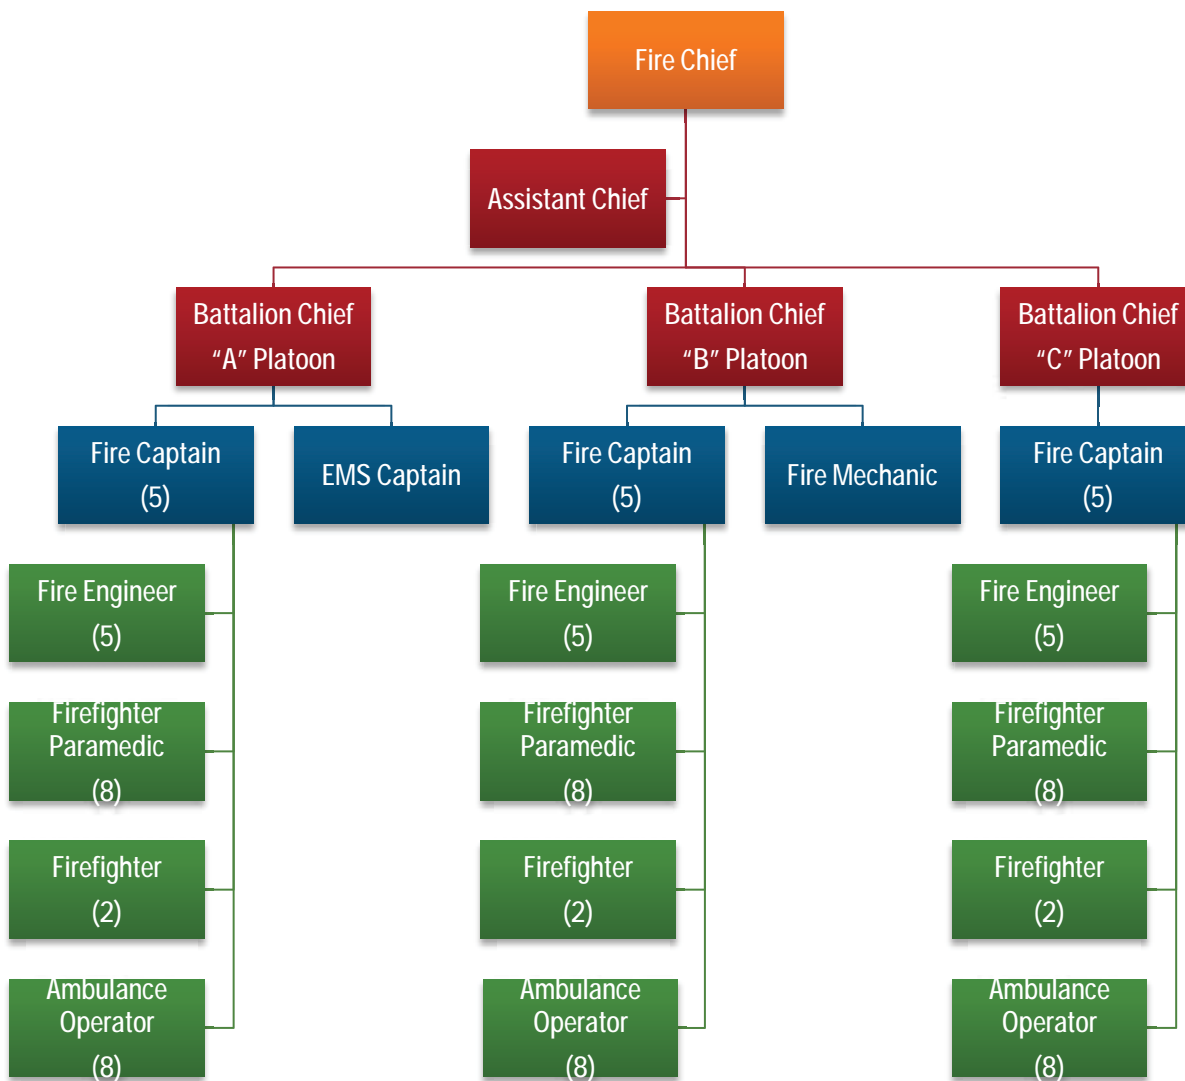 Fire Chief
Assistant Chief
Battalion Chief
“A” Platoon
Battalion Chief
“B” Platoon
Battalion Chief
“C” Platoon
Fire Captain
(5)
EMS Captain
Fire Captain
(5)
Fire Mechanic
Fire Captain
(5)
Fire Engineer
(5)
Fire Engineer
(5)
Fire Engineer
(5)
Firefighter
Paramedic
(8)
Firefighter
Paramedic
(8)
Firefighter
Paramedic
(8)
Firefighter
(2)
Firefighter
(2)
Firefighter
(2)
Ambulance
Operator
(8)
Ambulance
Operator
(8)
Ambulance
Operator
(8)